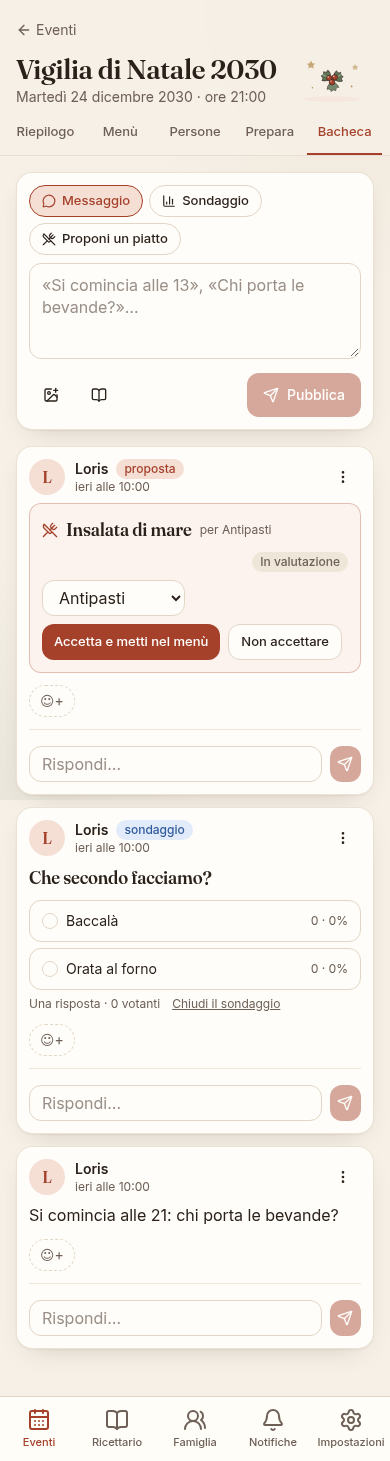 Eventi
Vigilia di Natale 2030
Martedì 24 dicembre 2030 · ore 21:00
Riepilogo Menù Persone Prepara Bacheca
Messaggio Sondaggio
Proponi un piatto
«Si comincia alle 13», «Chi porta le
bevande?»…
Pubblica
L Loris proposta
ieri alle 10:00
Insalata di mare per Antipasti
In valutazione
Antipasti
Accetta e metti nel menù Non accettare
+
Rispondi…
L Loris sondaggio
ieri alle 10:00
Che secondo facciamo?
Baccalà 0 · 0%
Orata al forno 0 · 0%
Una risposta · 0 votanti Chiudi il sondaggio
+
Rispondi…
L Loris
ieri alle 10:00
Si comincia alle 21: chi porta le bevande?
+
Rispondi…
Eventi Ricettario Famiglia Notifiche Impostazioni